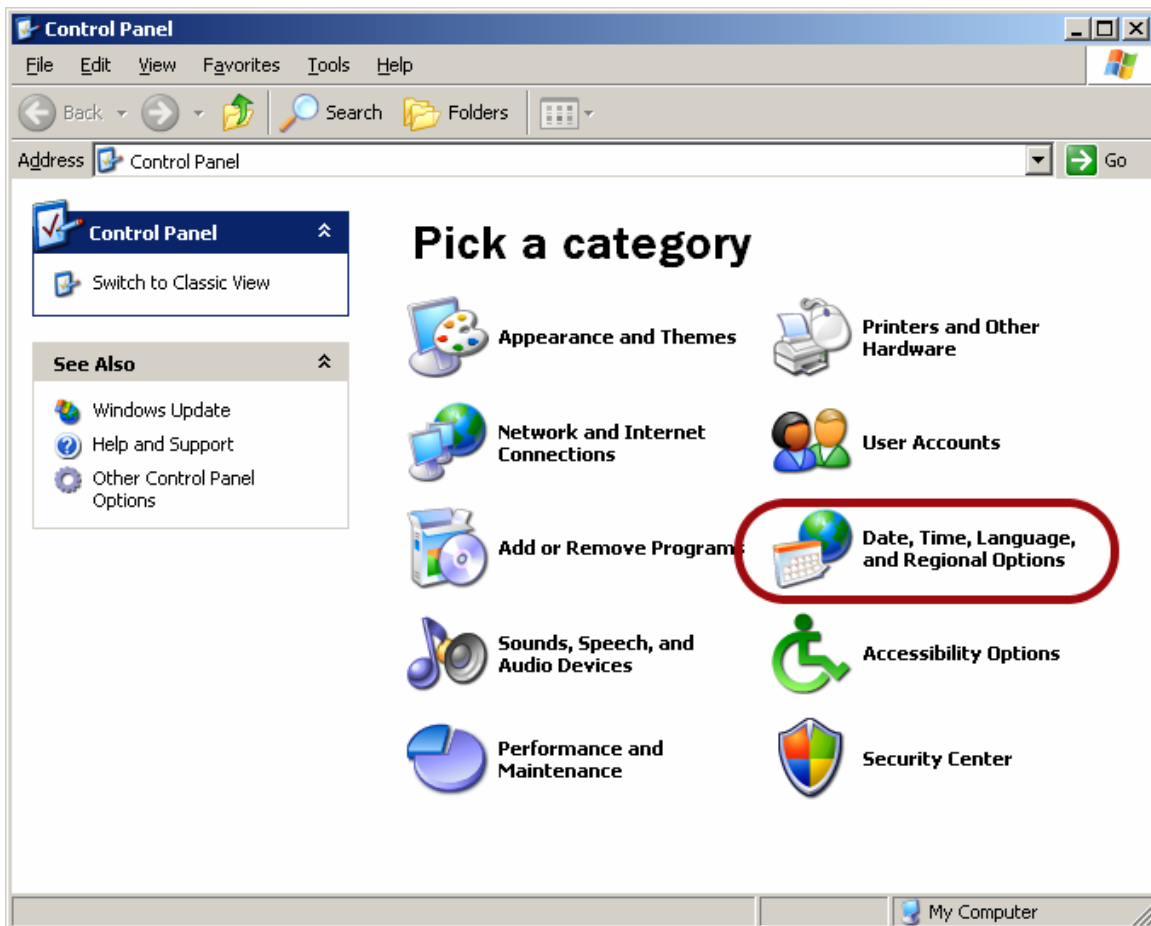 Control Panel
File Edit View Favorites Tools Help
Back Search Folders
Address Control Panel Go
Control Panel
Switch to Classic View
See Also
Windows Update
Help and Support
Other Control Panel
Options
Pick a category
Appearance and Themes
Printers and Other
Hardware
Network and Internet
Connections
User Accounts
Add or Remove Programs
Date, Time, Language,
and Regional Options
Sounds, Speech, and
Audio Devices
Accessibility Options
Performance and
Maintenance
Security Center
My Computer